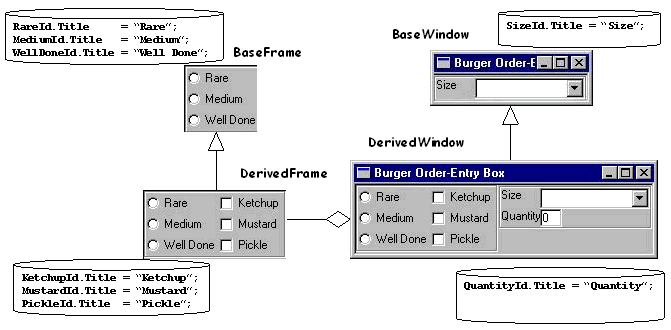 RareId.Title = "Rare";
MediumId.Title = "Medium";
WellDoneId.Title = "Well Done";
BaseFrame
Rare
Medium
Well Done
BaseWindow
SizeId.Title = "Size";
Burger Order-E
Size
DerivedFrame
Rare
Ketchup
Medium
Mustard
Well Done
Pickle
DerivedWindow
Burger Order-Entry Box
Rare
Ketchup
Medium
Mustard
Well Done
Pickle
Size
Quantity 0
KetchupId.Title = "Ketchup";
MustardId.Title = "Mustard";
PickleId.Title = "Pickle";
QuantityId.Title = "Quantity";